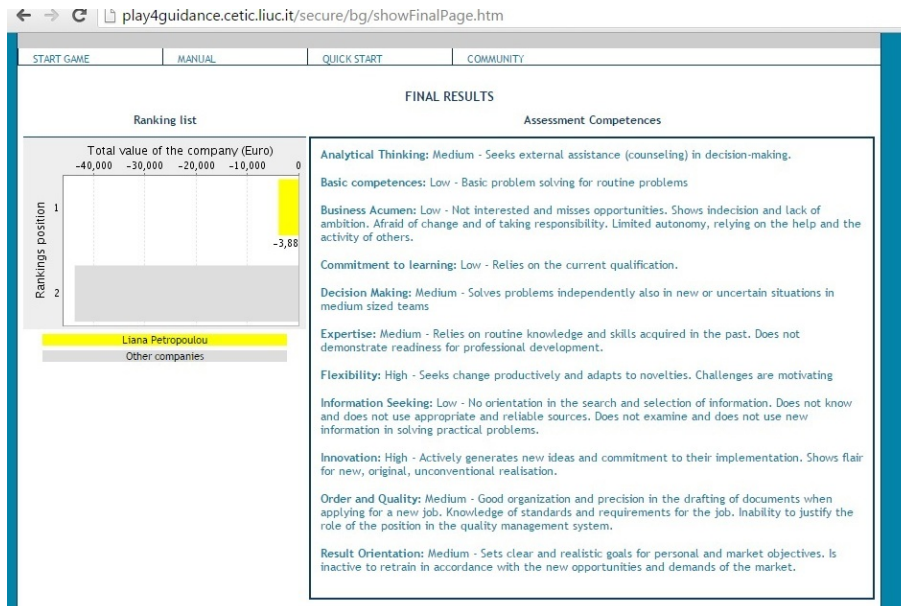 play4guidance.cetic.liuc.it/secure/bg/showFinalPage.htm
START GAME MANUAL QUICK START COMMUNITY
FINAL RESULTS
Ranking list
Total value of the company (Euro)
-40,000 -30,000 -20,000 -10,000 0
Rankings position
1
-3,88
2
Liana Petropoulou
Other companies
Assessment Competences
Analytical Thinking: Medium - Seeks external assistance (counseling) in decision-making.
Basic competences: Low - Basic problem solving for routine problems
Business Acumen: Low - Not interested and misses opportunities. Shows indecision and lack of
ambition. Afraid of change and of taking responsibility. Limited autonomy, relying on the help and the
activity of others.
Commitment to learning: Low - Relies on the current qualification.
Decision Making: Medium - Solves problems independently also in new or uncertain situations in
medium sized teams
Expertise: Medium - Relies on routine knowledge and skills acquired in the past. Does not
demonstrate readiness for professional development.
Flexibility: High - Seeks change productively and adapts to novelties. Challenges are motivating
Information Seeking: Low - No orientation in the search and selection of information. Does not know
and does not use appropriate and reliable sources. Does not examine and does not use new
information in solving practical problems.
Innovation: High - Actively generates new ideas and commitment to their implementation. Shows flair
for new, original, unconventional realisation.
Order and Quality: Medium - Good organization and precision in the drafting of documents when
applying for a new job. Knowledge of standards and requirements for the job. Inability to justify the
role of the position in the quality management system.
Result Orientation: Medium - Sets clear and realistic goals for personal and market objectives. Is
inactive to retrain in accordance with the new opportunities and demands of the market.